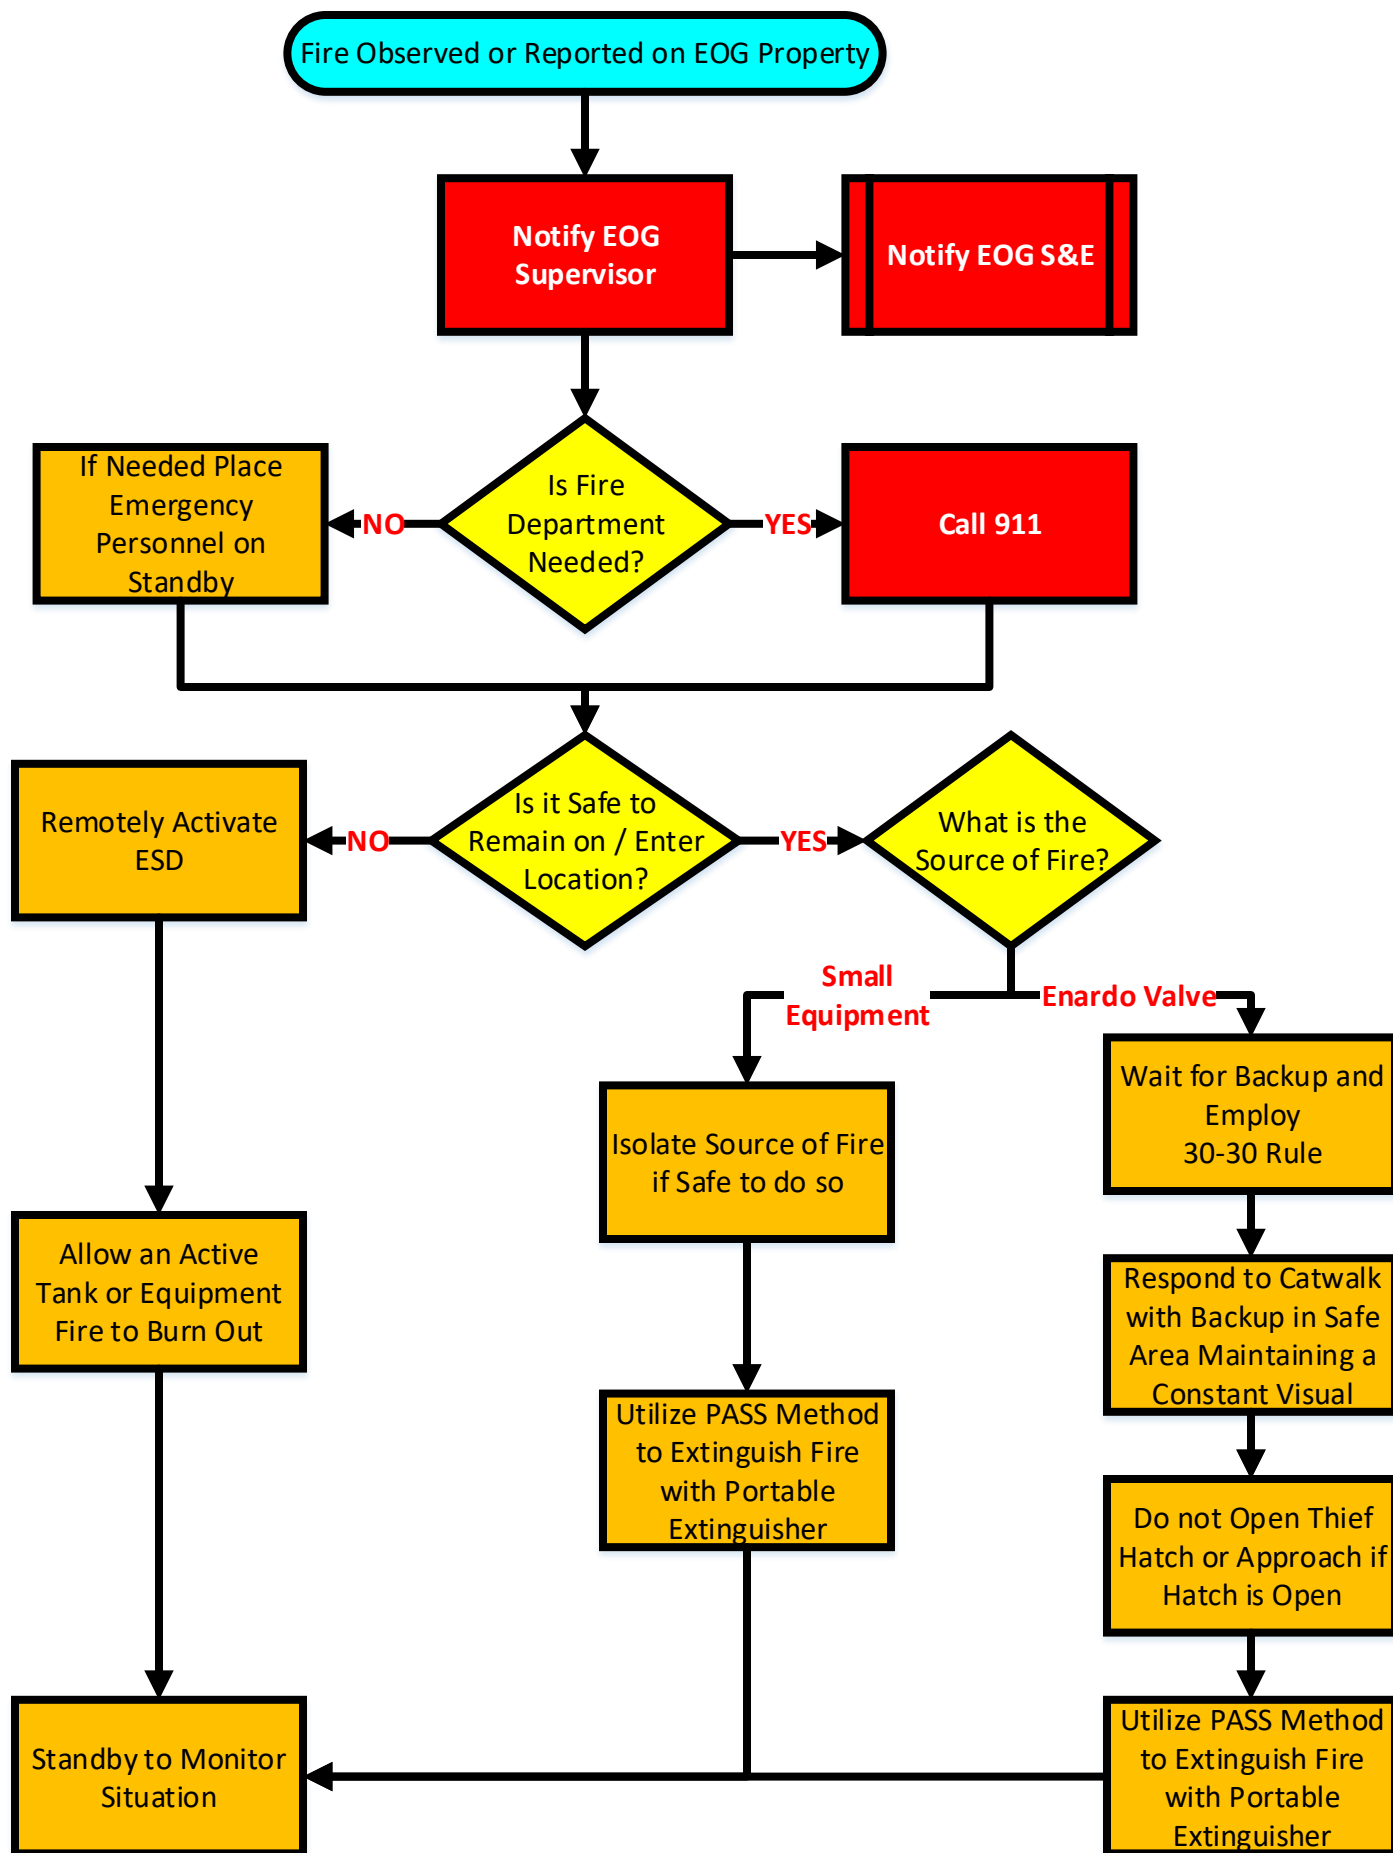 Fire Observed or Reported on EOG Property
Notify EOG
Supervisor
Notify EOG S&E
If Needed Place
Emergency
Personnel on
Standby
NO
Is Fire
Department
Needed?
YES
Call 911
Remotely Activate
ESD
NO
Is it Safe to
Remain on / Enter
Location?
YES
What is the
Source of Fire?
Small
Equipment
Enardo Valve
Isolate Source of Fire
if Safe to do so
Wait for Backup and
Employ
30-30 Rule
Allow an Active
Tank or Equipment
Fire to Burn Out
Respond to Catwalk
with Backup in Safe
Area Maintaining a
Constant Visual
Utilize PASS Method
to Extinguish Fire
with Portable
Extinguisher
Do not Open Thief
Hatch or Approach if
Hatch is Open
Standby to Monitor
Situation
Utilize PASS Method
to Extinguish Fire
with Portable
Extinguisher